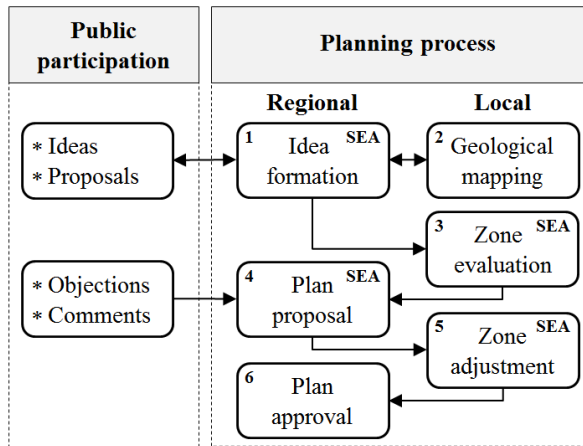 Public
participation
Planning process
Regional
Local
* Ideas
* Proposals
1
Idea
formation
SEA
2
Geological
mapping
3
Zone
evaluation
SEA
* Objections
* Comments
4
Plan
proposal
SEA
5
Zone
adjustment
SEA
6
Plan
approval